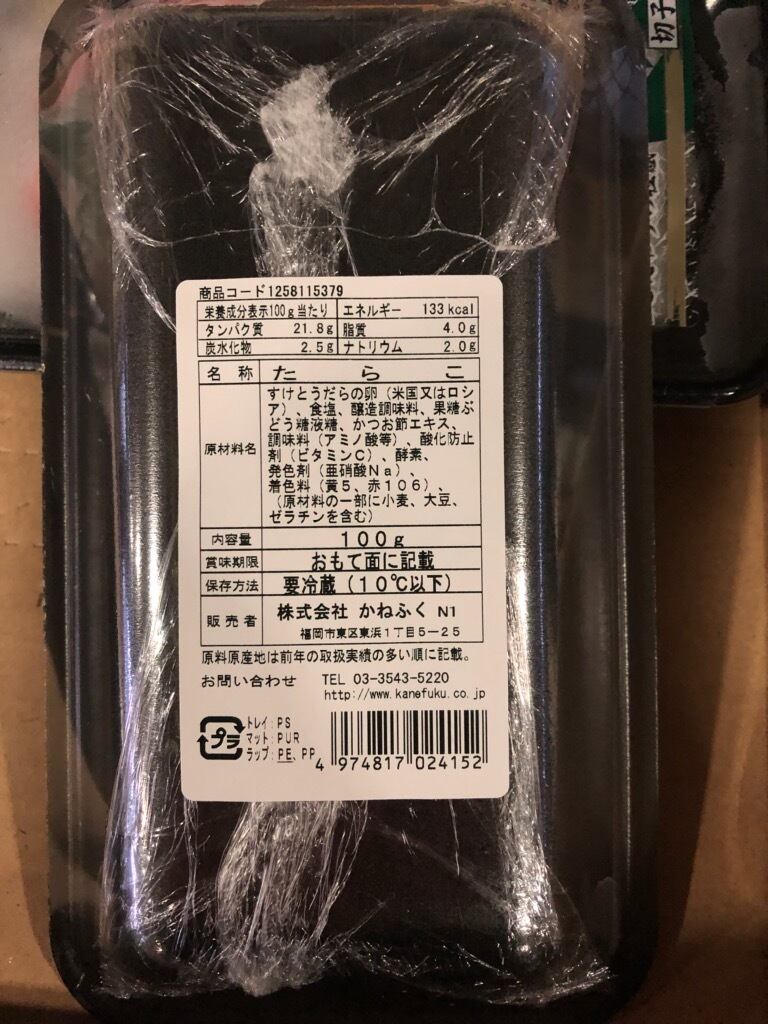 切子
商品コード1258115379
栄養成分表示100g当たり エネルギー 133kcal
タンパク質 21.8g 脂質 4.0g
炭水化物 2.5g ナトリウム 2.0g
名 称 た ら こ
原材料名
すけとうだらの卵(米国又はロシ
ア)、食塩、醸造調味料、果糖ぶ
どう糖液糖、かつお節エキス、
調味料(アミノ酸等)、酸化防止
剤(ビタミンC)、酵素、
発色剤(亜硝酸Na)、
着色料(黄5、赤106)、
(原材料の一部に小麦、大豆、
ゼラチンを含む)
内容量 100g
賞味期限 おもて面に記載
保存方法 要冷蔵(10℃以下)
販売者 株式会社 かねふく N1
福岡市東区東浜1丁目5-25
原料原産地は前年の取扱実績の多い順に記載。
お問い合わせ TEL 03-3543-5220
http://www.kanefuku.co.jp
プラ
トレイ:PS
マット:PUR
ラップ:PE、PP
4 974817 024152